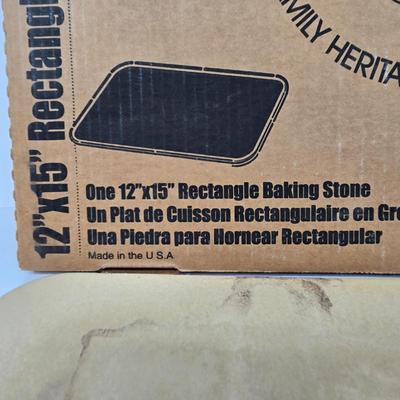 MILY HERITA
12"x15" Rectangl
One 12"x15" Rectangle Baking Stone
Un Plat de Cuisson Rectangulaire en Gr
Una Piedra para Hornear Rectangular
Made in the U S A